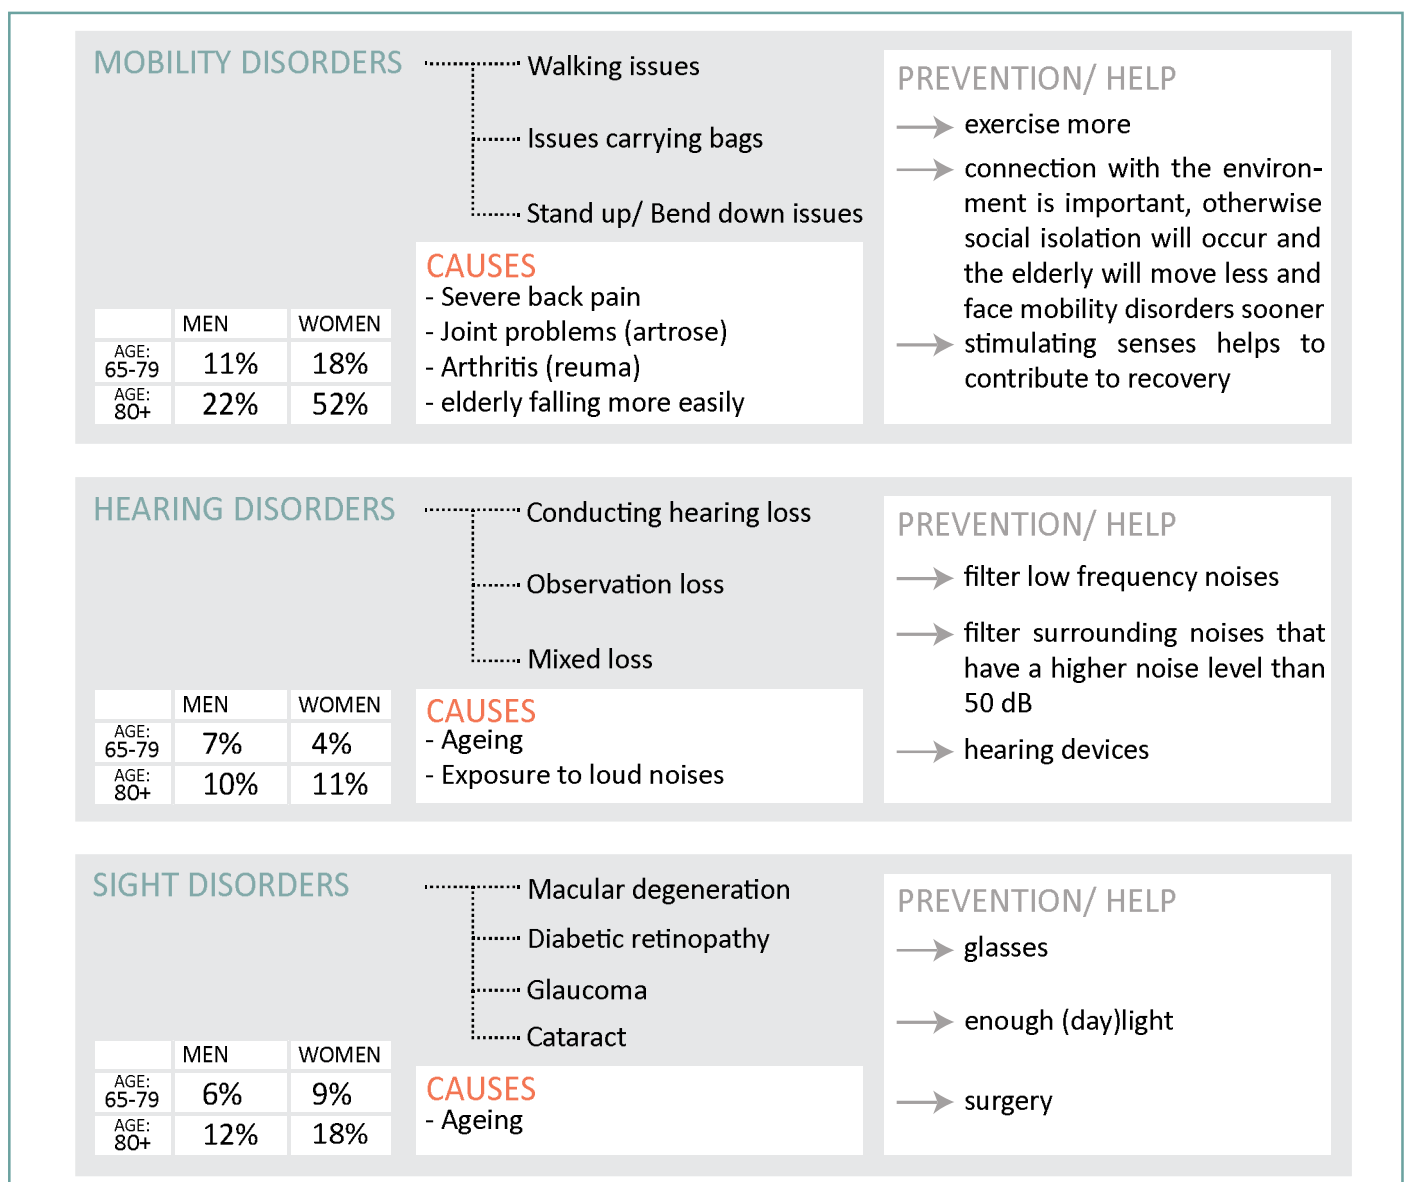 MOBILITY DISORDERS
Walking issues
Issues carrying bags
Stand up/ Bend down issues
MEN WOMEN
AGE: 65-79 11% 18%
AGE: 80+ 22% 52%
CAUSES
- Severe back pain
- Joint problems (artrose)
- Arthritis (reuma)
- elderly falling more easily
PREVENTION/ HELP
exercise more
connection with the environ-
ment is important, otherwise
social isolation will occur and
the elderly will move less and
face mobility disorders sooner
stimulating senses helps to
contribute to recovery
HEARING DISORDERS
Conducting hearing loss
Observation loss
Mixed loss
MEN WOMEN
AGE: 65-79 7% 4%
AGE: 80+ 10% 11%
CAUSES
- Ageing
- Exposure to loud noises
PREVENTION/ HELP
filter low frequency noises
filter surrounding noises that
have a higher noise level than
50 dB
hearing devices
SIGHT DISORDERS
Macular degeneration
Diabetic retinopathy
Glaucoma
Cataract
MEN WOMEN
AGE: 65-79 6% 9%
AGE: 80+ 12% 18%
CAUSES
- Ageing
PREVENTION/ HELP
glasses
enough (day)light
surgery